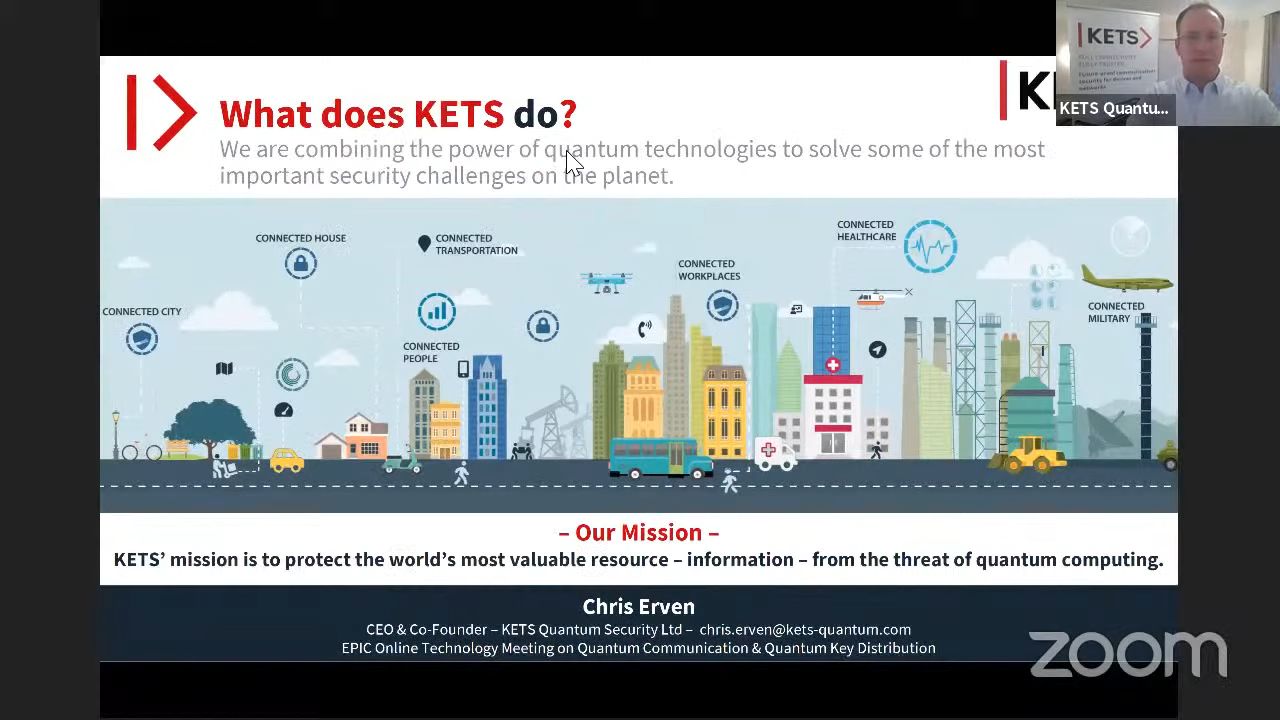 What does KETS do?
We are combining the power of quantum technologies to solve some of the most
important security challenges on the planet.
K
KETS
KETS Quantu...
CONNECTED HOUSE
CONNECTED
TRANSPORTATION
CONNECTED
HEALTHCARE
CONNECTED
WORKPLACES
CONNECTED CITY
CONNECTED
MILITARY
CONNECTED
PEOPLE
– Our Mission –
KETS’ mission is to protect the world’s most valuable resource – information – from the threat of quantum computing.
Chris Erven
CEO & Co-Founder – KETS Quantum Security Ltd – chris.erven@kets-quantum.com
EPIC Online Technology Meeting on Quantum Communication & Quantum Key Distribution
zoom